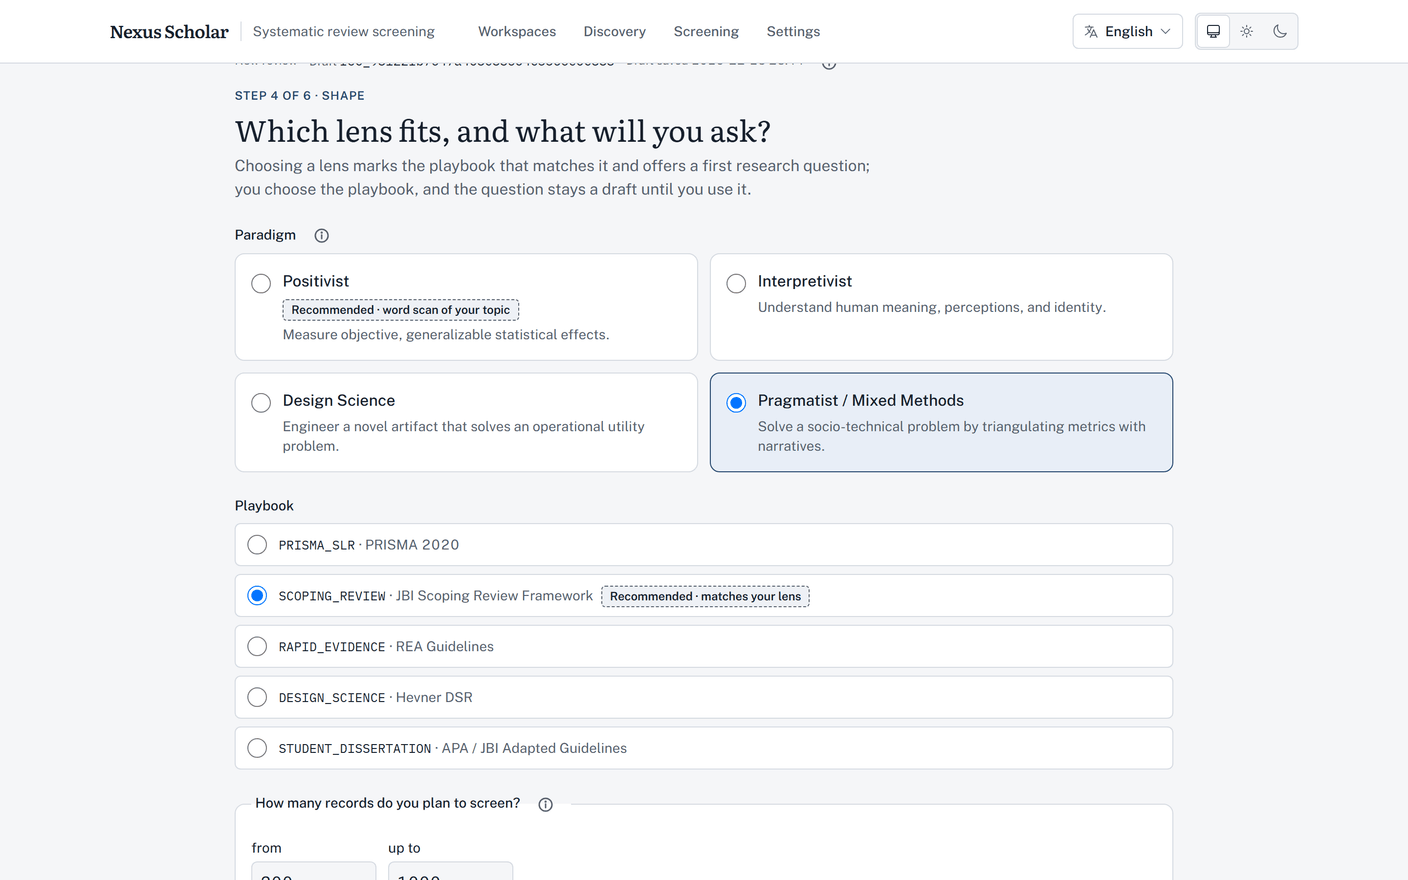 Nexus Scholar
Systematic review screening
Workspaces
Discovery
Screening
Settings
English
STEP 4 OF 6 · SHAPE
Which lens fits, and what will you ask?
Choosing a lens marks the playbook that matches it and offers a first research question;
you choose the playbook, and the question stays a draft until you use it.
Paradigm
Positivist
Recommended · word scan of your topic
Measure objective, generalizable statistical effects.
Interpretivist
Understand human meaning, perceptions, and identity.
Design Science
Engineer a novel artifact that solves an operational utility
problem.
Pragmatist / Mixed Methods
Solve a socio-technical problem by triangulating metrics with
narratives.
Playbook
PRISMA_SLR · PRISMA 2020
SCOPING_REVIEW · JBI Scoping Review Framework Recommended · matches your lens
RAPID_EVIDENCE · REA Guidelines
DESIGN_SCIENCE · Hevner DSR
STUDENT_DISSERTATION · APA / JBI Adapted Guidelines
How many records do you plan to screen?
from
up to